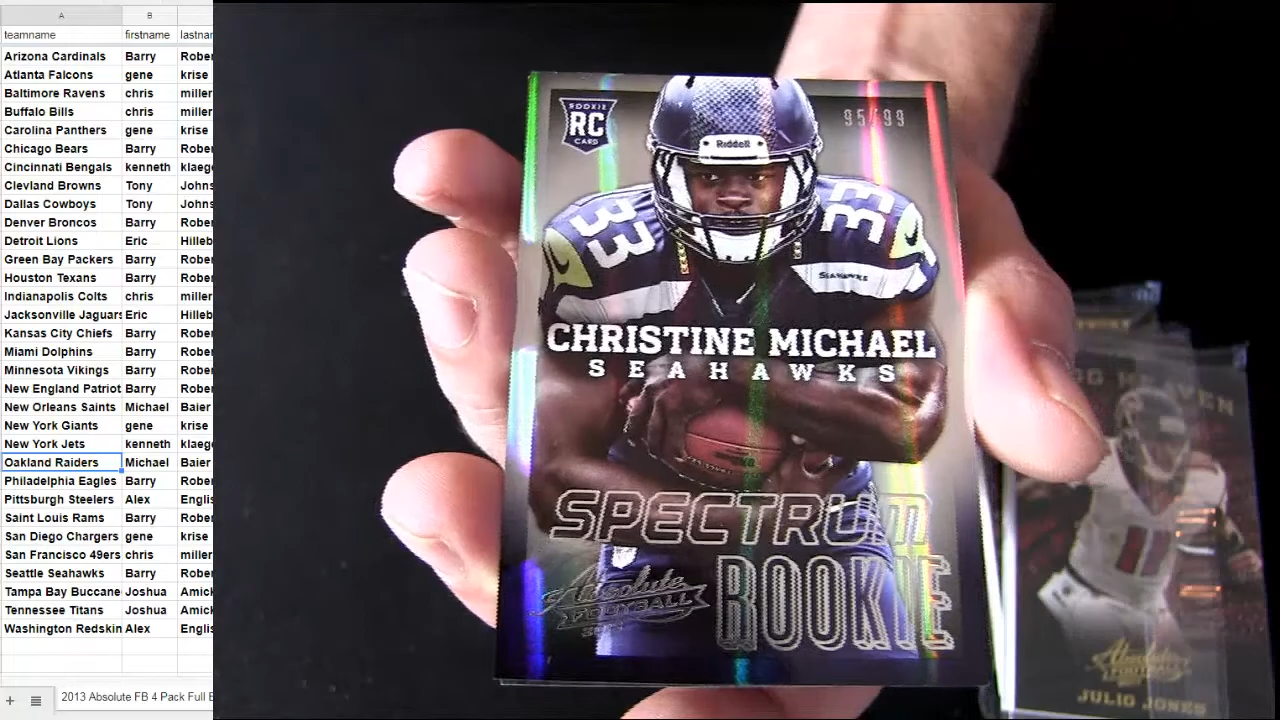 A B
teamname firstname lastnar
Arizona Cardinals Barry Rober
Atlanta Falcons gene krise
Baltimore Ravens chris miller
Buffalo Bills chris miller
Carolina Panthers gene krise
Chicago Bears Barry Rober
Cincinnati Bengals kenneth klaege
Clevland Browns Tony Johns
Dallas Cowboys Tony Johns
Denver Broncos Barry Rober
Detroit Lions Eric Hilleb
Green Bay Packers Barry Rober
Houston Texans Barry Rober
Indianapolis Colts chris miller
Jacksonville Jaguars Eric Hilleb
Kansas City Chiefs Barry Rober
Miami Dolphins Barry Rober
Minnesota Vikings Barry Rober
New England Patriot Barry Rober
New Orleans Saints Michael Baier
New York Giants gene krise
New York Jets kenneth klaege
Oakland Raiders Michael Baier
Philadelphia Eagles Barry Rober
Pittsburgh Steelers Alex Englis
Saint Louis Rams Barry Rober
San Diego Chargers gene krise
San Francisco 49ers chris miller
Seattle Seahawks Barry Rober
Tampa Bay Buccane Joshua Amick
Tennessee Titans Joshua Amick
Washington Redskin Alex Englis
2013 Absolute FB 4 Pack Full B
ROOKIE
RC
CARD
95/99
Riddell
33
33
SEAHAWKS
CHRISTINE MICHAEL
SEAHAWKS
SPECTRUM
ROOKIE
Absolute
FOOTBALL
HEAVEN
11
Absolute
FOOTBALL
JULIO JONES